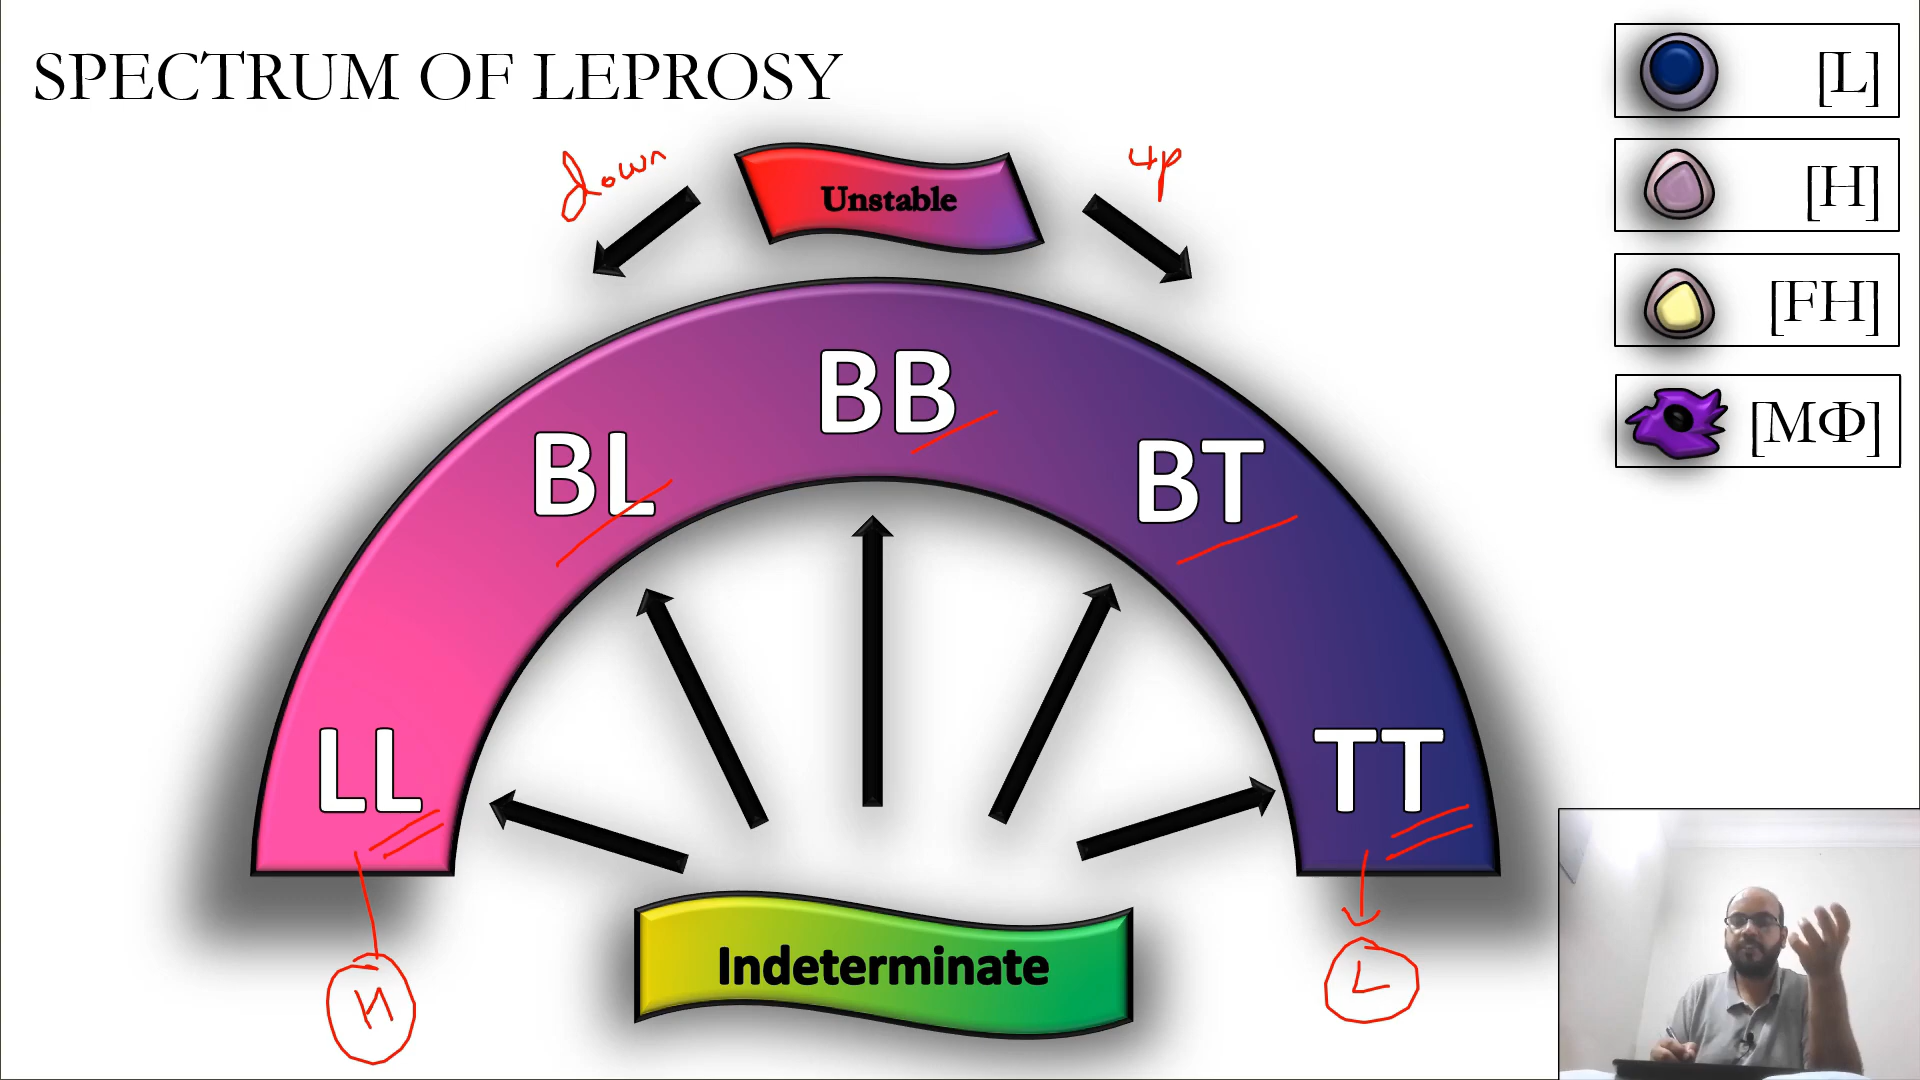 SPECTRUM OF LEPROSY
[L]
[H]
[FH]
[MΦ]
down
Unstable
up
BL
BB
BT
LL
TT
Indeterminate
H
L